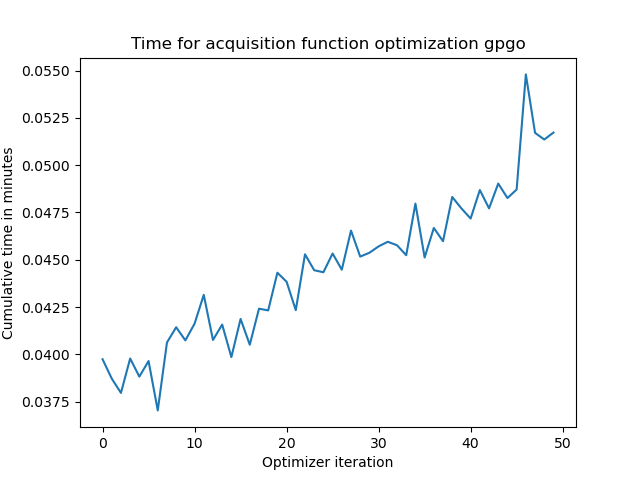 Time for acquisition function optimization gpgo
0.0550
0.0525
0.0500
0.0475
0.0450
0.0425
0.0400
0.0375
Cumulative time in minutes
0 10 20 30 40 50
Optimizer iteration